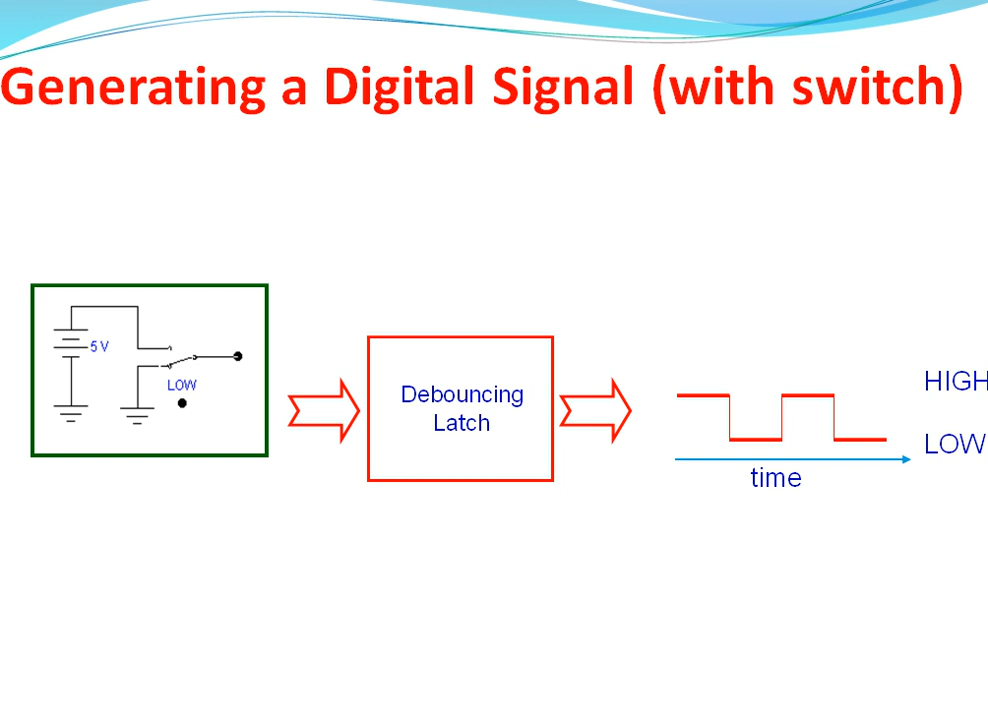 Generating a Digital Signal (with switch)
5 V
LOW
Debouncing
Latch
HIGH
LOW
time